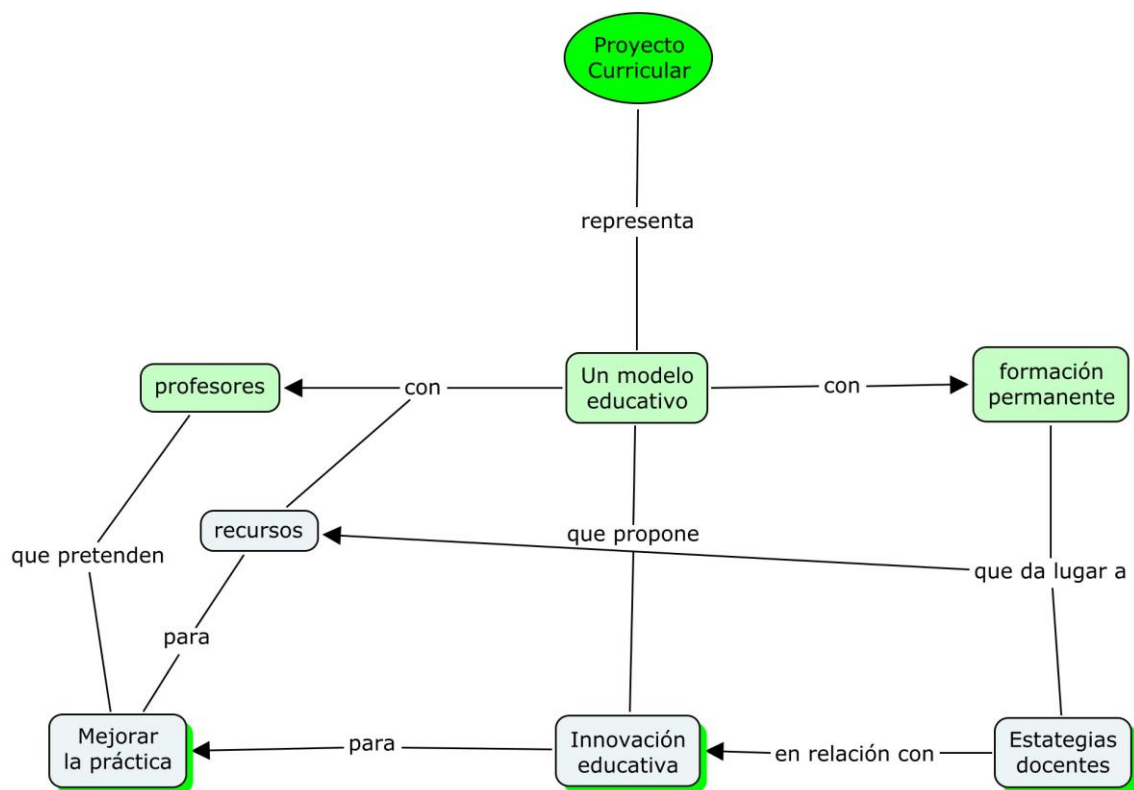 Proyecto
Curricular
representa
profesores
con
Un modelo
educativo
con
formación
permanente
recursos
que propone
que pretenden
que da lugar a
para
Mejorar
la práctica
para
Innovación
educativa
en relación con
Estategias
docentes